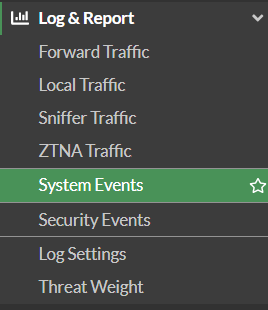 Log & Report
Forward Traffic
Local Traffic
Sniffer Traffic
ZTNA Traffic
System Events
Security Events
Log Settings
Threat Weight